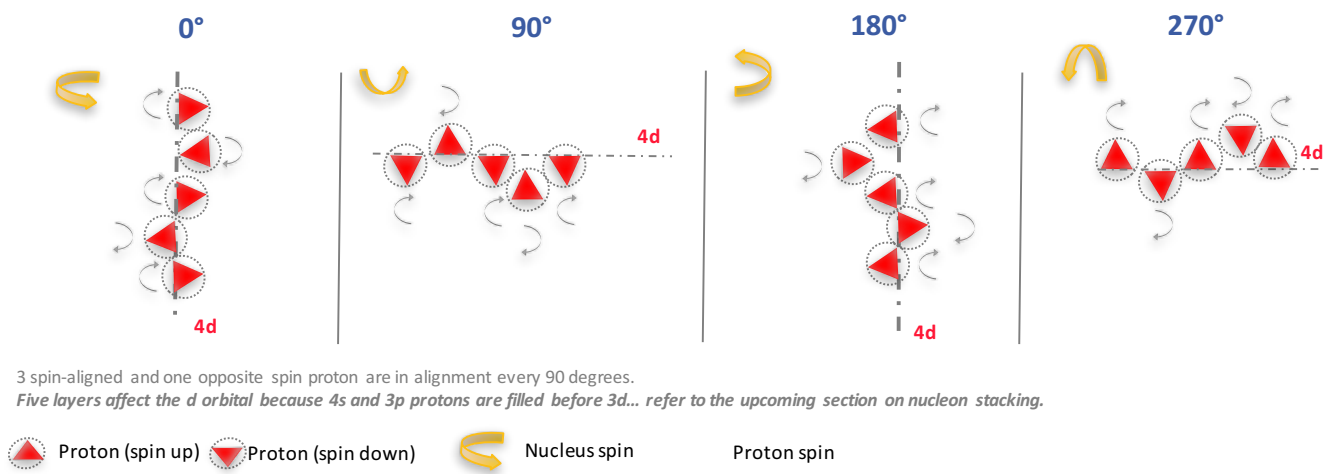 0°
90°
180°
270°
4d
4d
4d
4d
3 spin-aligned and one opposite spin proton are in alignment every 90 degrees.
Five layers affect the d orbital because 4s and 3p protons are filled before 3d... refer to the upcoming section on nucleon stacking.
Proton (spin up) Proton (spin down) Nucleus spin Proton spin